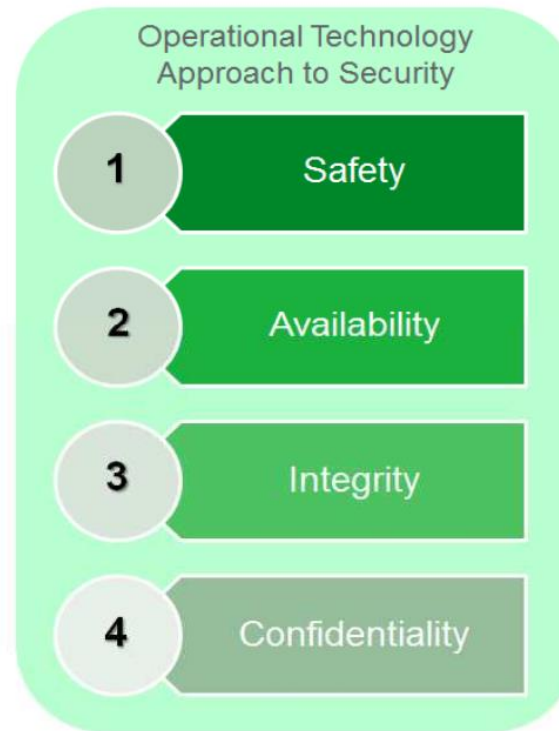 Operational Technology
Approach to Security
1
Safety
2
Availability
3
Integrity
4
Confidentiality